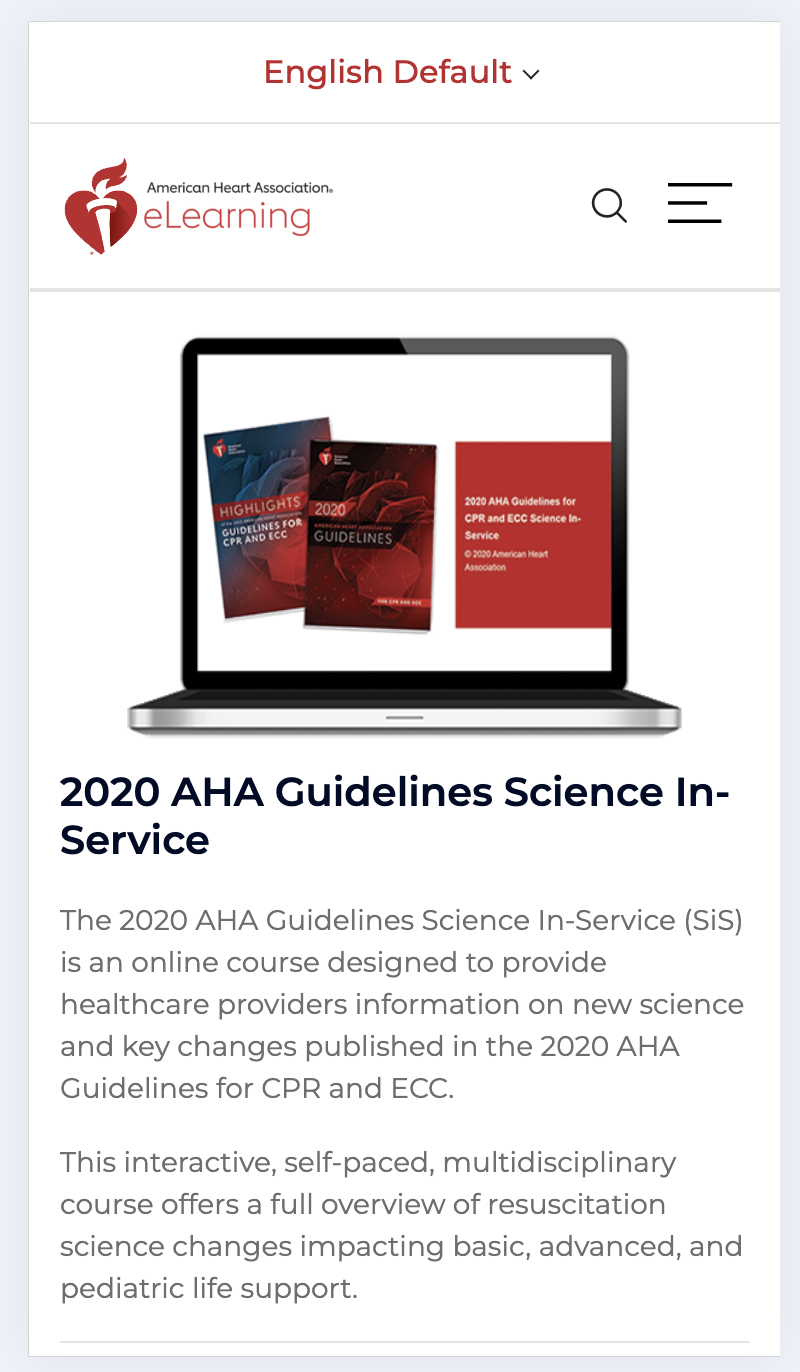 English Default
American Heart Association®
eLearning
HIGHLIGHTS
GUIDELINES FOR
CPR AND ECC
2020
AMERICAN HEART ASSOCIATION
GUIDELINES
FOR CPR AND ECC
2020 AHA Guidelines for
CPR and ECC Science In-
Service
© 2020 American Heart
Association
2020 AHA Guidelines Science In-
Service
The 2020 AHA Guidelines Science In-Service (SiS)
is an online course designed to provide
healthcare providers information on new science
and key changes published in the 2020 AHA
Guidelines for CPR and ECC.
This interactive, self-paced, multidisciplinary
course offers a full overview of resuscitation
science changes impacting basic, advanced, and
pediatric life support.